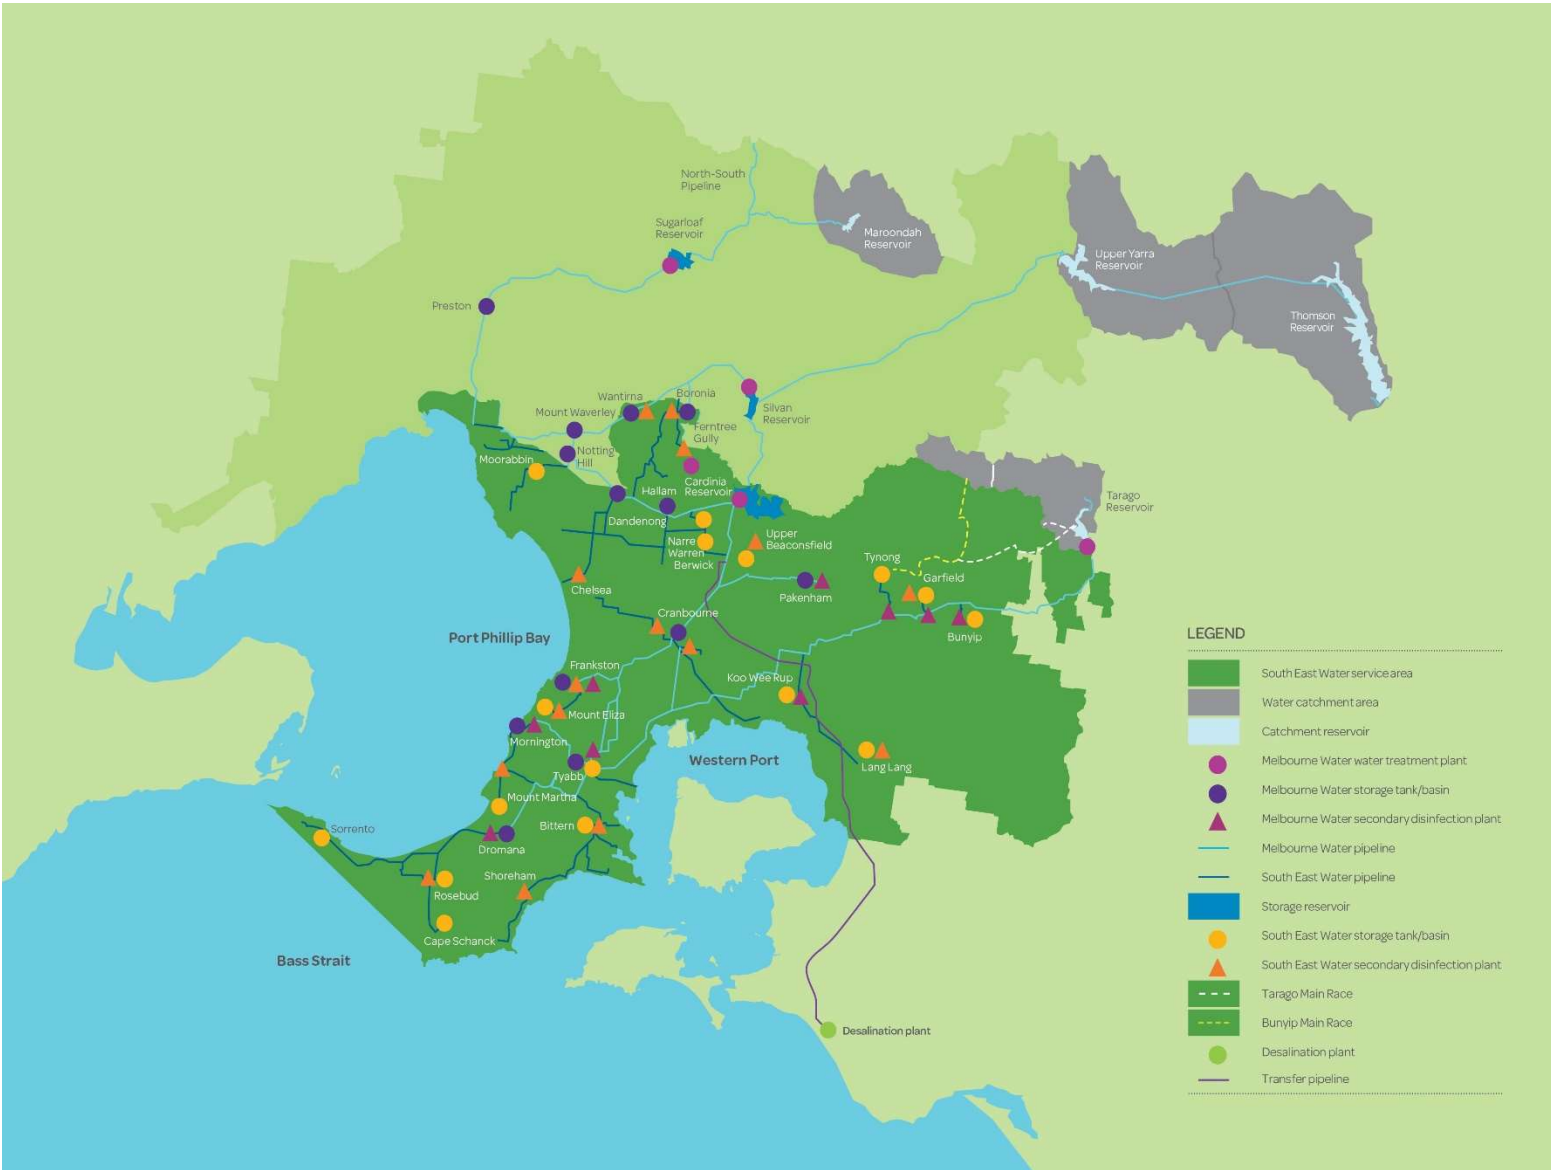 North-South
Pipeline
Sugarloaf
Reservoir
Maroondah
Reservoir
Upper Yarra
Reservoir
Thomson
Reservoir
Preston
Wantirna
Boronia
Mount Waverley
Silvan
Reservoir
Ferntree
Gully
Notting
Hill
Moorabbin
Cardinia
Reservoir
Hallam
Tarago
Reservoir
Dandenong
Narre
Warren
Upper
Beaconsfield
Berwick
Tynong
Garfield
Chelsea
Pakenham
Cranbourne
Bunyip
Port Phillip Bay
Frankston
Koo Wee Rup
Mount Eliza
Mornington
Western Port
Lang Lang
Tyabb
Mount Martha
Sorrento
Bittern
Dromana
Shoreham
Rosebud
Cape Schanck
Bass Strait
Desalination plant
LEGEND
South East Water service area
Water catchment area
Catchment reservoir
Melbourne Water water treatment plant
Melbourne Water storage tank/basin
Melbourne Water secondary disinfection plant
Melbourne Water pipeline
South East Water pipeline
Storage reservoir
South East Water storage tank/basin
South East Water secondary disinfection plant
Tarago Main Race
Bunyip Main Race
Desalination plant
Transfer pipeline